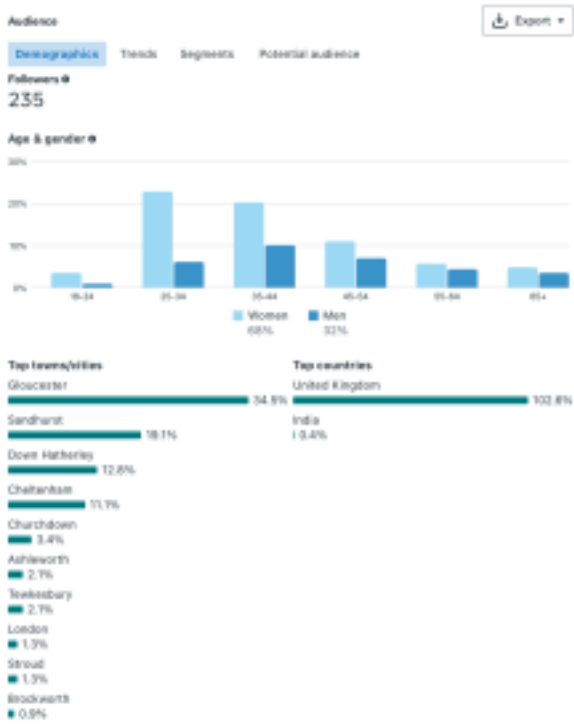 Audience
Export
Demographics Trends Segments Potential audience
Followers
235
Age & gender
30%
20%
10%
0%
18-24 25-34 35-44 45-54 55-64 65+
Women Men
68% 32%
Top towns/cities Top countries
Gloucester United Kingdom
34.5% 102.6%
Sandhurst India
19.1% 0.4%
Down Hatherley
12.8%
Cheltenham
11.1%
Churchdown
3.4%
Ashleworth
2.1%
Tewkesbury
2.1%
London
1.3%
Stroud
1.3%
Brockworth
0.9%